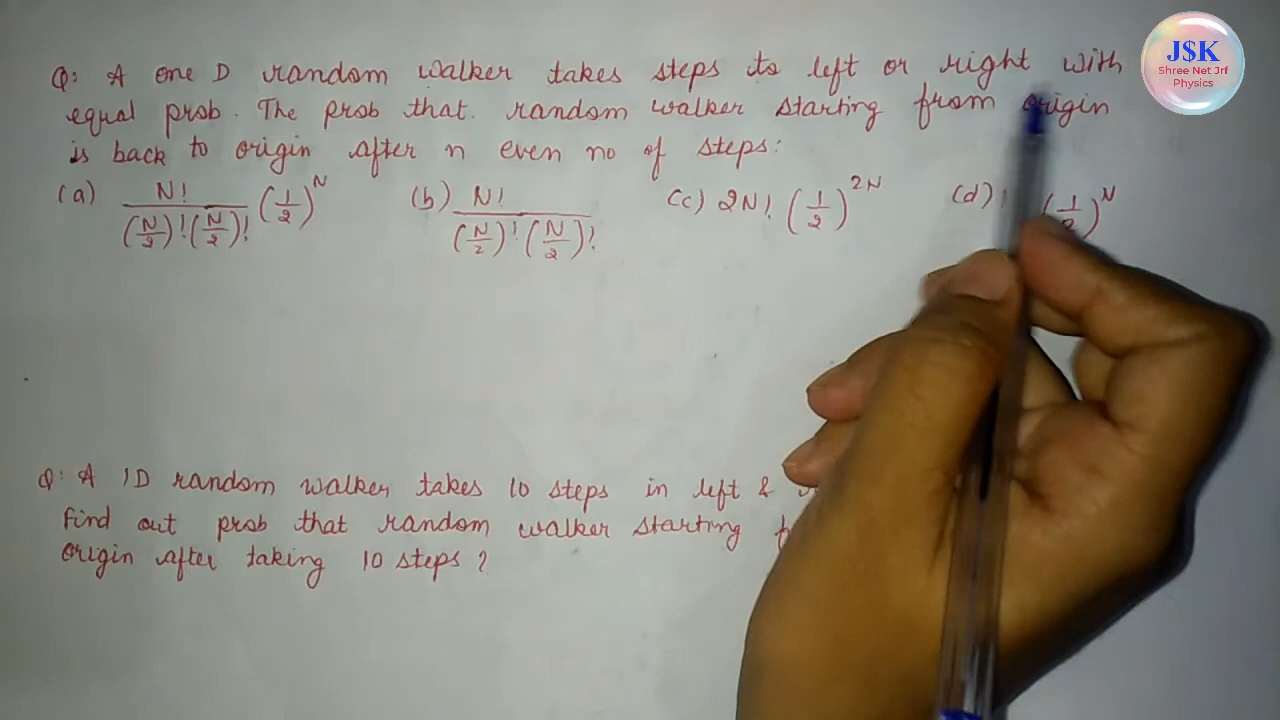 Q: A one D random walker takes steps to left or right with
equal prob. The prob that random walker starting from origin
is back to origin after n even no of steps:
(a) N! / (N/2)! (N/2)! (1/2)^N (b) N! / (N/2)! (N/2)! (c) 2N! (1/2)^2N (d) ! (1/2)^N
Q: A 1D random walker takes 10 steps in left &
find out prob that random walker starting
origin after taking 10 steps ?
J$K
Shree Net Jrf
Physics